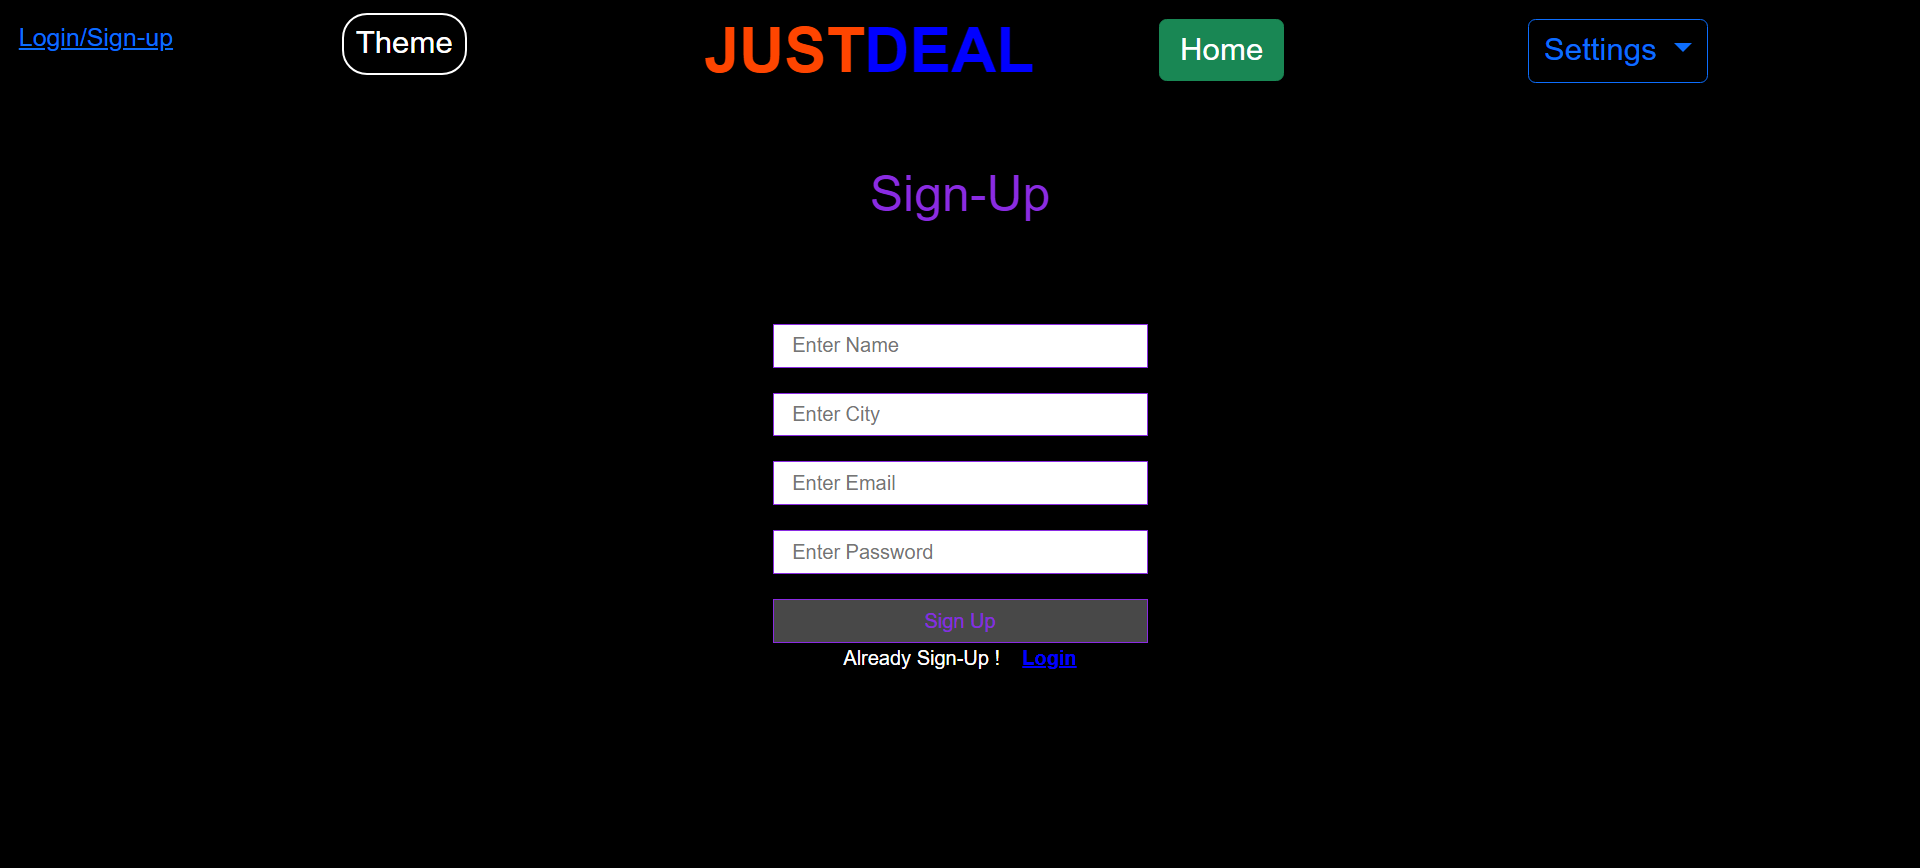 Login/Sign-up Theme JUSTDEAL Home Settings
Sign-Up
Enter Name
Enter City
Enter Email
Enter Password
Sign Up
Already Sign-Up ! Login